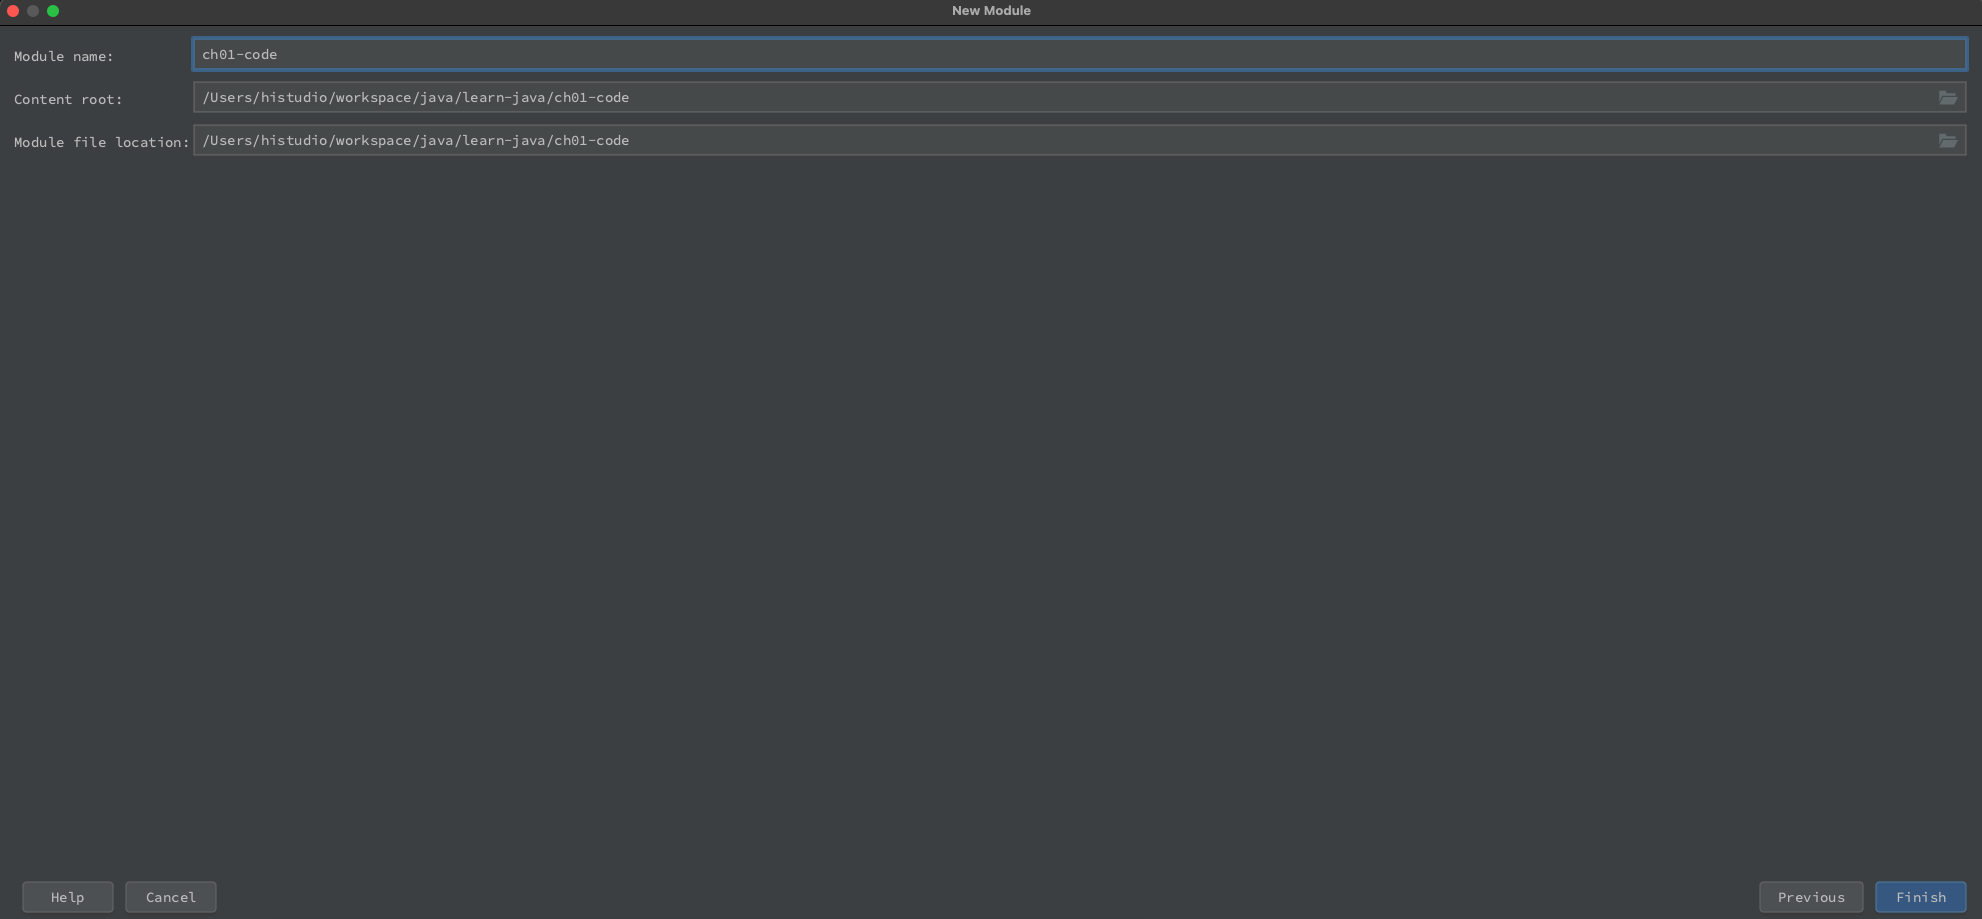 New Module
Module name: ch01-code
Content root: /Users/histudio/workspace/java/learn-java/ch01-code
Module file location: /Users/histudio/workspace/java/learn-java/ch01-code
Help Cancel Previous Finish